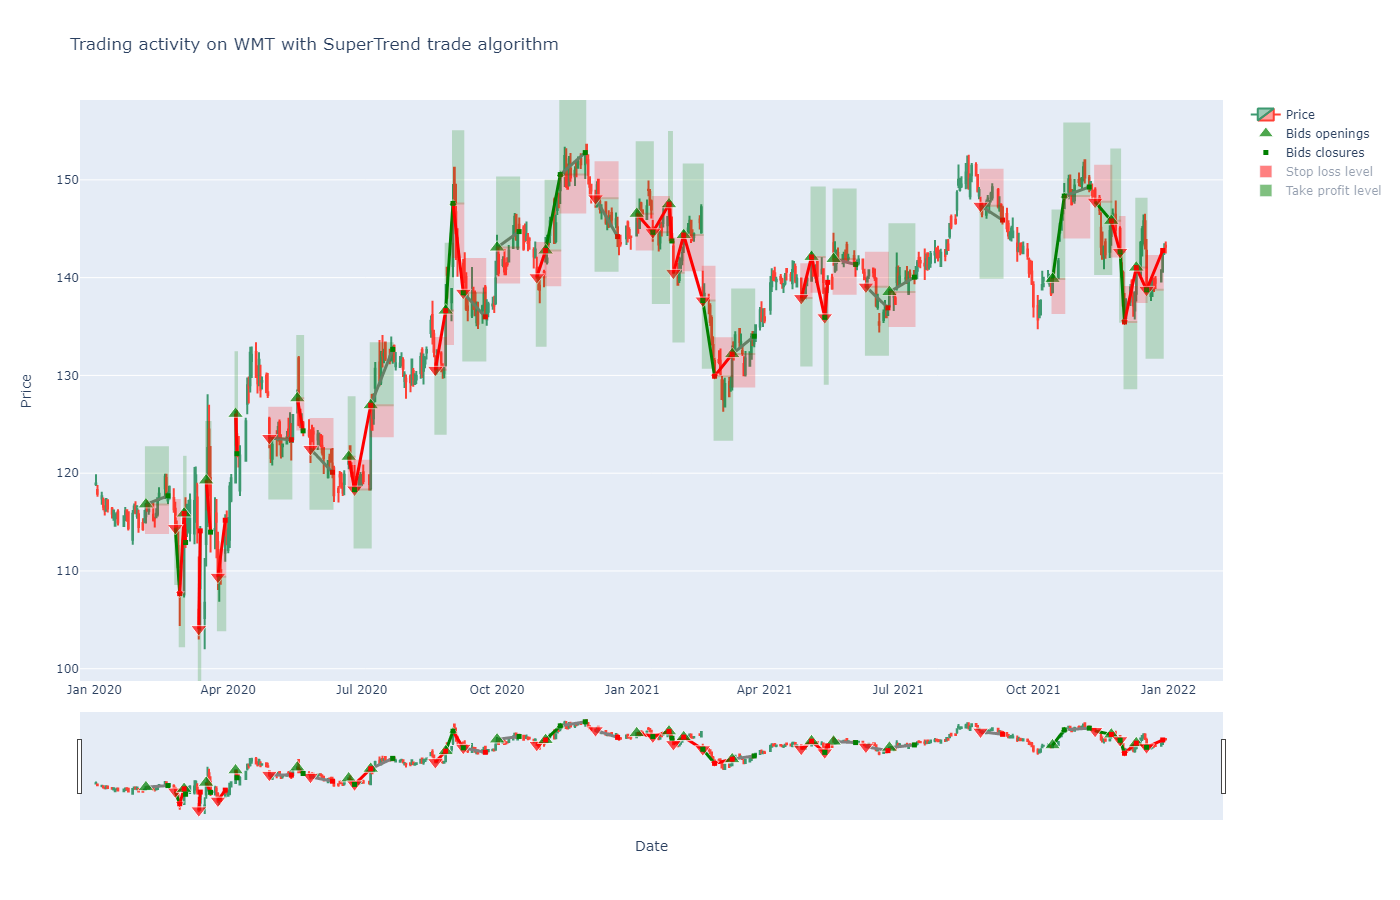 Trading activity on WMT with SuperTrend trade algorithm
Price
Bids openings
Bids closures
Stop loss level
Take profit level
150
140
130
120
110
100
Price
Jan 2020 Apr 2020 Jul 2020 Oct 2020 Jan 2021 Apr 2021 Jul 2021 Oct 2021 Jan 2022
Date